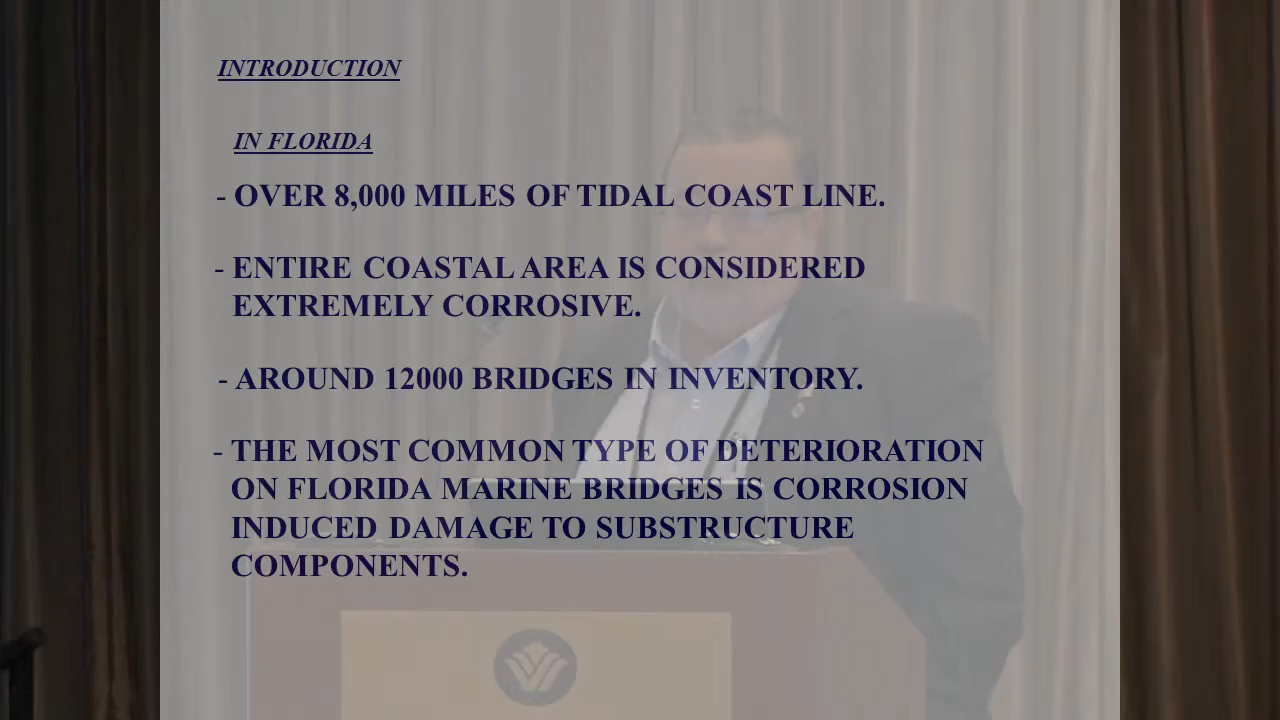 INTRODUCTION
IN FLORIDA
- OVER 8,000 MILES OF TIDAL COAST LINE.
- ENTIRE COASTAL AREA IS CONSIDERED
EXTREMELY CORROSIVE.
- AROUND 12000 BRIDGES IN INVENTORY.
- THE MOST COMMON TYPE OF DETERIORATION
ON FLORIDA MARINE BRIDGES IS CORROSION
INDUCED DAMAGE TO SUBSTRUCTURE
COMPONENTS.